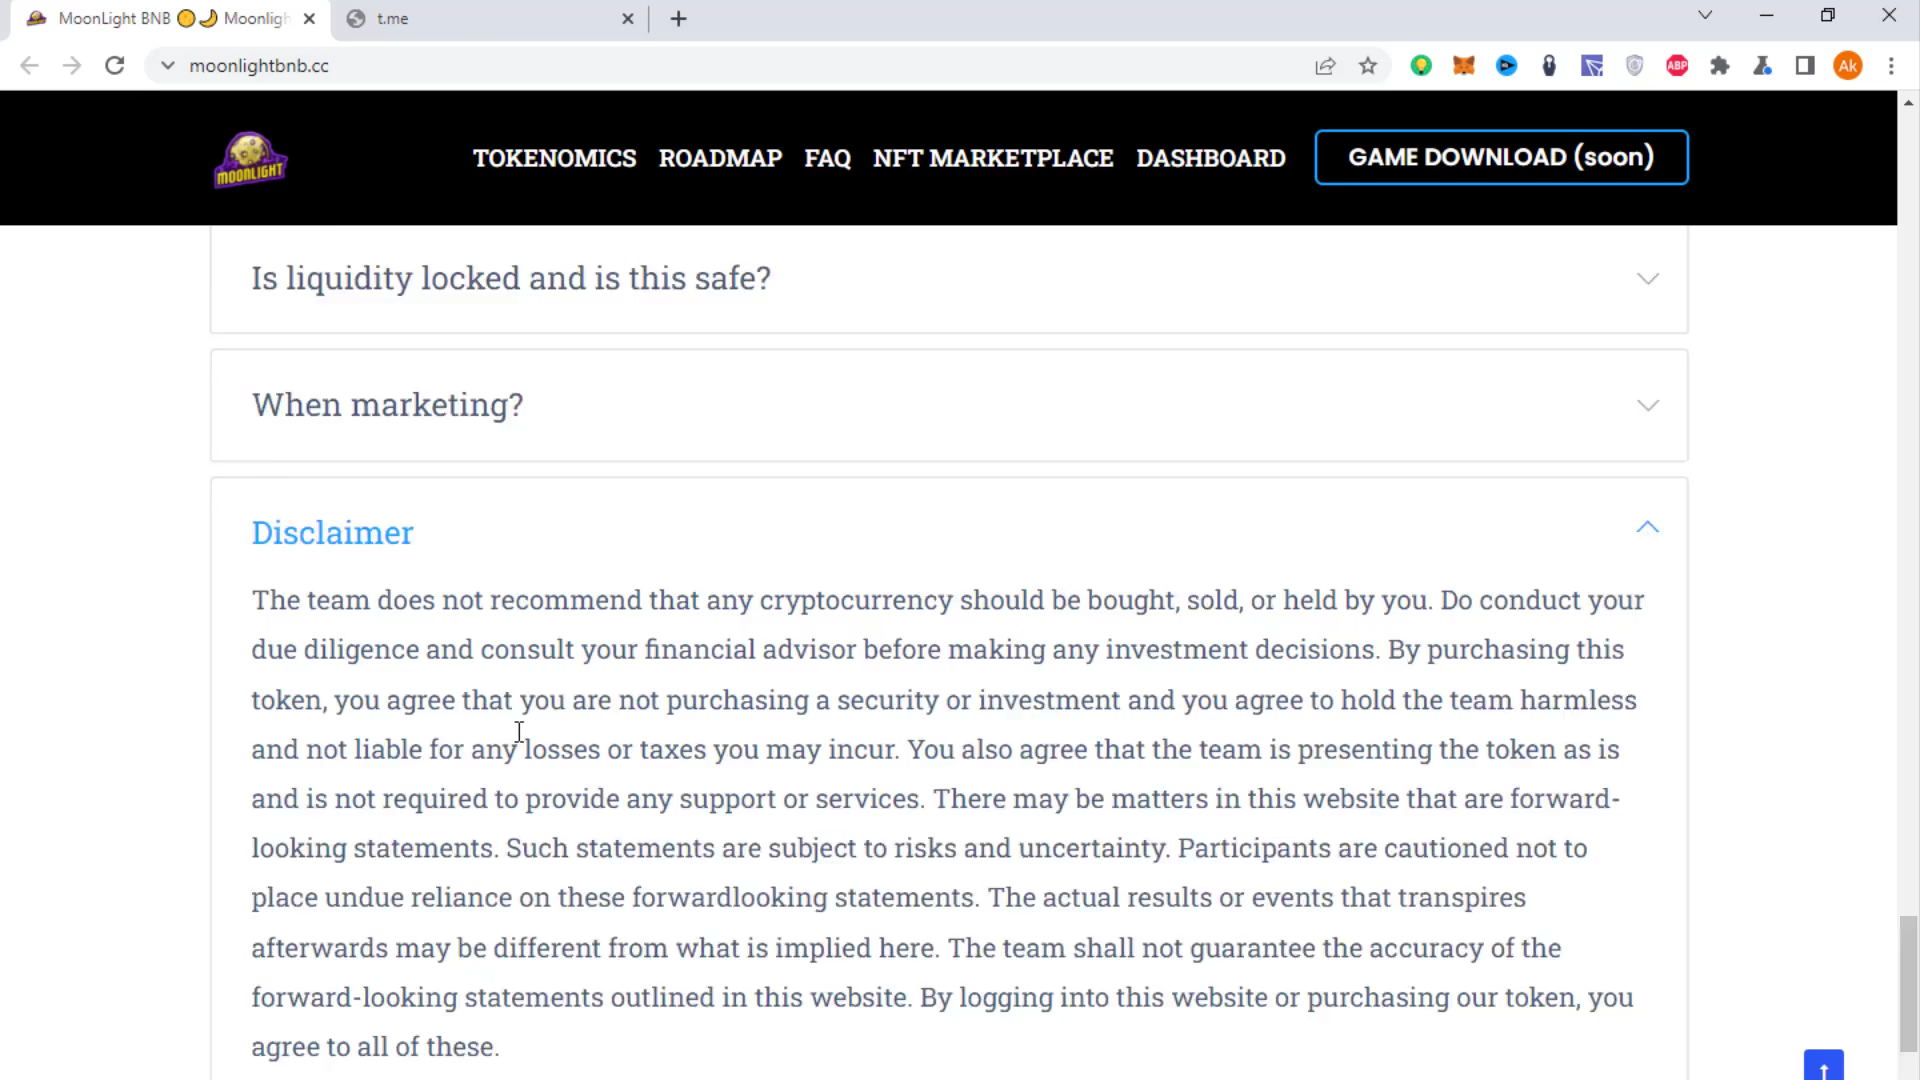 MoonLight BNB 🌕🌙 Moonligh
t.me
moonlightbnb.cc
ABP
Ak
MOONLIGHT
TOKENOMICS ROADMAP FAQ NFT MARKETPLACE DASHBOARD GAME DOWNLOAD (soon)
Is liquidity locked and is this safe?
When marketing?
Disclaimer
The team does not recommend that any cryptocurrency should be bought, sold, or held by you. Do conduct your
due diligence and consult your financial advisor before making any investment decisions. By purchasing this
token, you agree that you are not purchasing a security or investment and you agree to hold the team harmless
and not liable for any losses or taxes you may incur. You also agree that the team is presenting the token as is
and is not required to provide any support or services. There may be matters in this website that are forward-
looking statements. Such statements are subject to risks and uncertainty. Participants are cautioned not to
place undue reliance on these forwardlooking statements. The actual results or events that transpires
afterwards may be different from what is implied here. The team shall not guarantee the accuracy of the
forward-looking statements outlined in this website. By logging into this website or purchasing our token, you
agree to all of these.